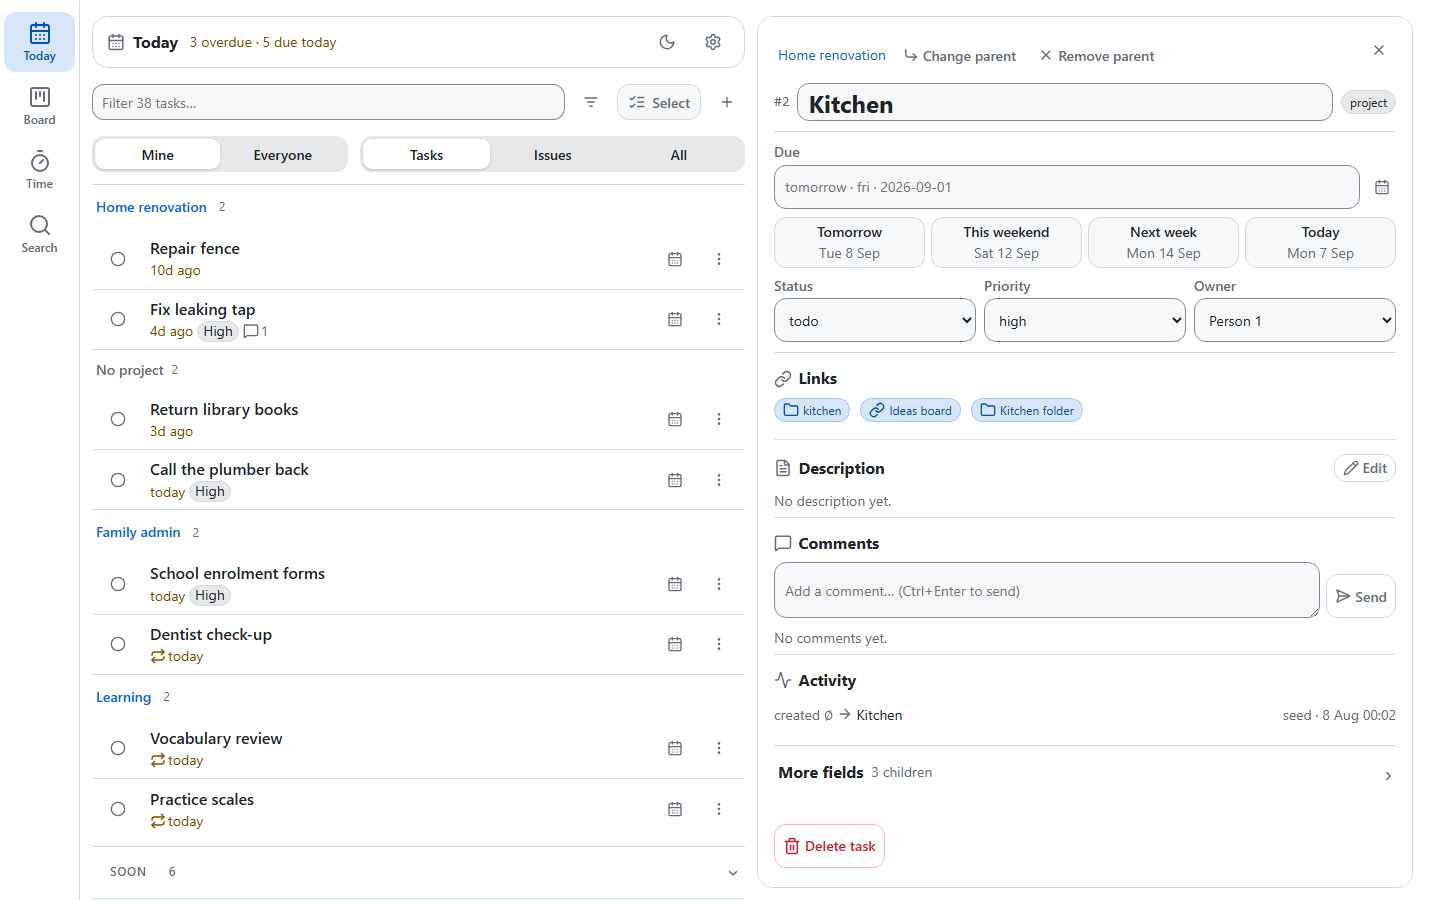 Today
Board
Time
Search
Today 3 overdue · 5 due today
Filter 38 tasks...
Select
Mine Everyone Tasks Issues All
Home renovation 2
Repair fence
10d ago
Fix leaking tap
4d ago High 1
No project 2
Return library books
3d ago
Call the plumber back
today High
Family admin 2
School enrolment forms
today High
Dentist check-up
today
Learning 2
Vocabulary review
today
Practice scales
today
SOON 6
Home renovation Change parent Remove parent
#2 Kitchen project
Due
tomorrow · fri · 2026-09-01
Tomorrow This weekend Next week Today
Tue 8 Sep Sat 12 Sep Mon 14 Sep Mon 7 Sep
Status Priority Owner
todo high Person 1
Links
kitchen Ideas board Kitchen folder
Description Edit
No description yet.
Comments
Add a comment... (Ctrl+Enter to send)
Send
No comments yet.
Activity
created ∅ → Kitchen seed · 8 Aug 00:02
More fields 3 children
Delete task